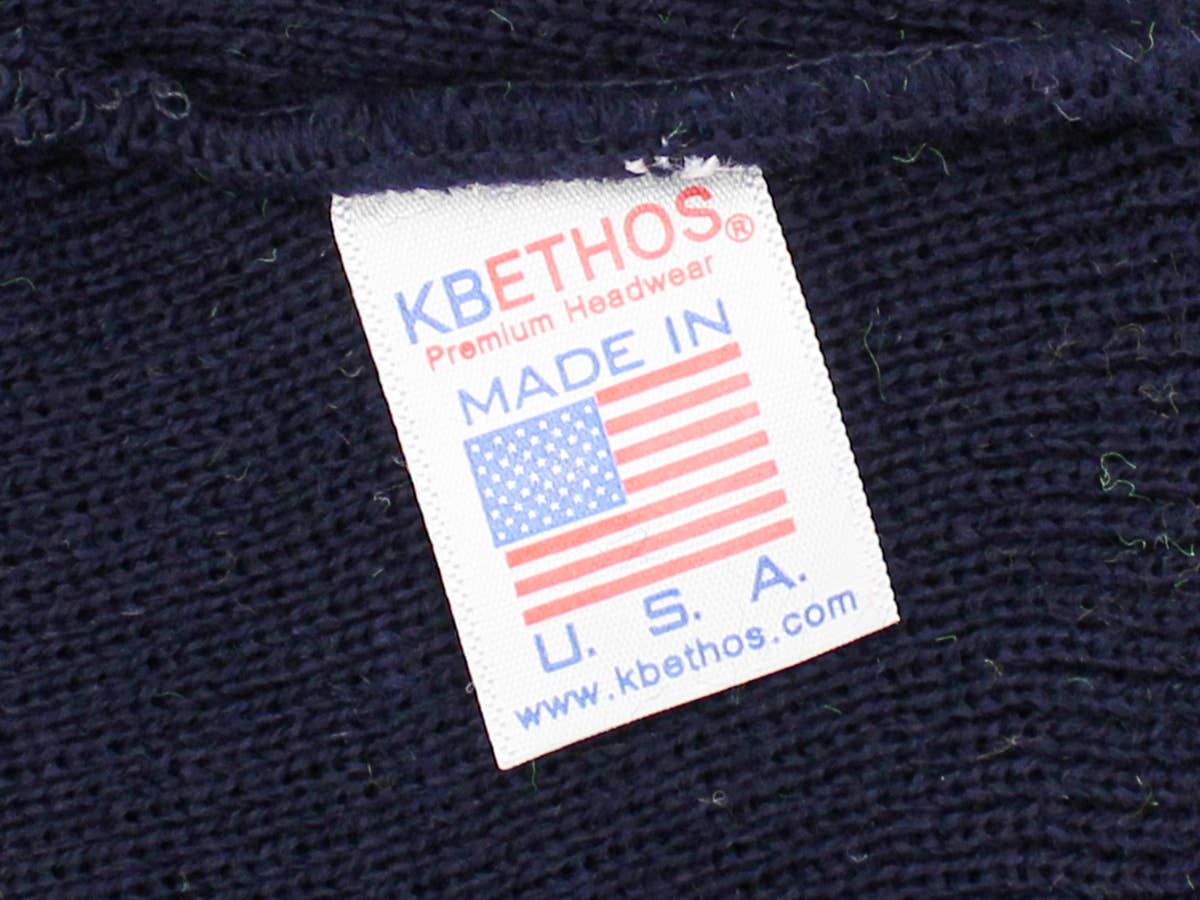 KBETHOS®
Premium Headwear
MADE IN
U. S. A.
www.kbethos.com